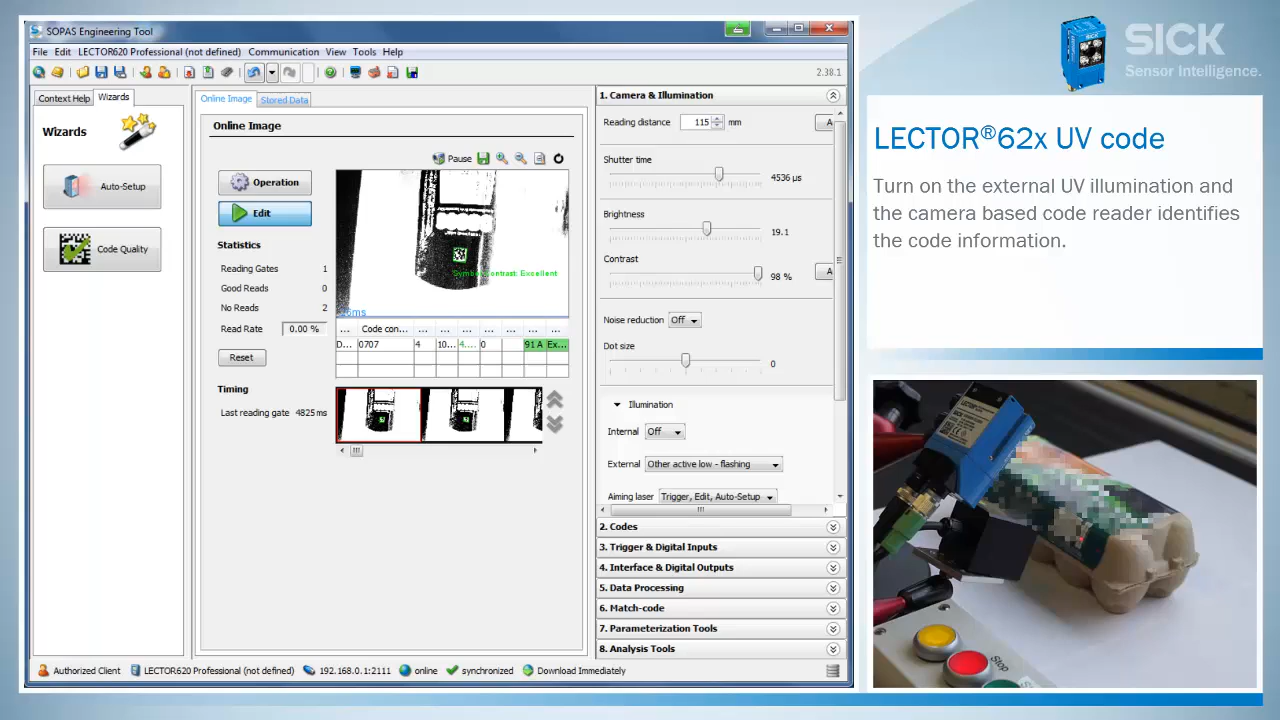 SOPAS Engineering Tool
File Edit LECTOR620 Professional (not defined) Communication View Tools Help
2.38.1
Context Help Wizards
Wizards
Auto-Setup
Code Quality
Online Image Stored Data
Online Image
Pause
Operation
Edit
Statistics
Reading Gates 1
Good Reads 0
No Reads 2
Read Rate 0.00 %
Reset
Timing
Last reading gate 4825 ms
Symbol Contrast: Excellent
... Code con... ... ... ... ... ... ... ...
D... 0707 4 10... 4.... 0 91 A Ex...
1. Camera & Illumination
Reading distance 115 mm A
Shutter time
4536 µs
Brightness
19.1
Contrast
98 % A
Noise reduction Off
Dot size
0
Illumination
Internal Off
External Other active low - flashing
Aiming laser Trigger, Edit, Auto-Setup
2. Codes
3. Trigger & Digital Inputs
4. Interface & Digital Outputs
5. Data Processing
6. Match-code
7. Parameterization Tools
8. Analysis Tools
Authorized Client LECTOR620 Professional (not defined) 192.168.0.1:2111 online synchronized Download Immediately
SICK
Sensor Intelligence.
LECTOR®62x UV code
Turn on the external UV illumination and
the camera based code reader identifies
the code information.
SICK
Stop